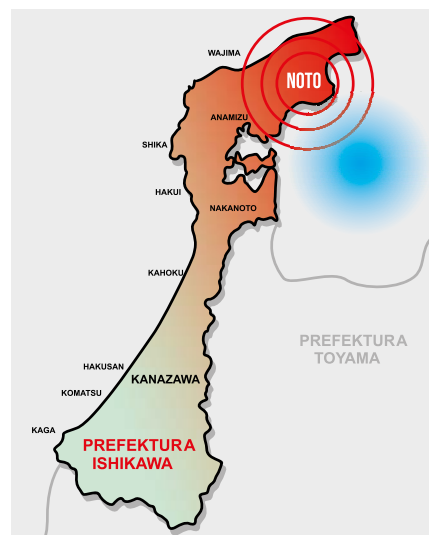 WAJIMA
NOTO
ANAMIZU
SHIKA
HAKUI
NAKANOTO
KAHOKU
PREFEKTURA
TOYAMA
HAKUSAN
KANAZAWA
KOMATSU
KAGA
PREFEKTURA
ISHIKAWA